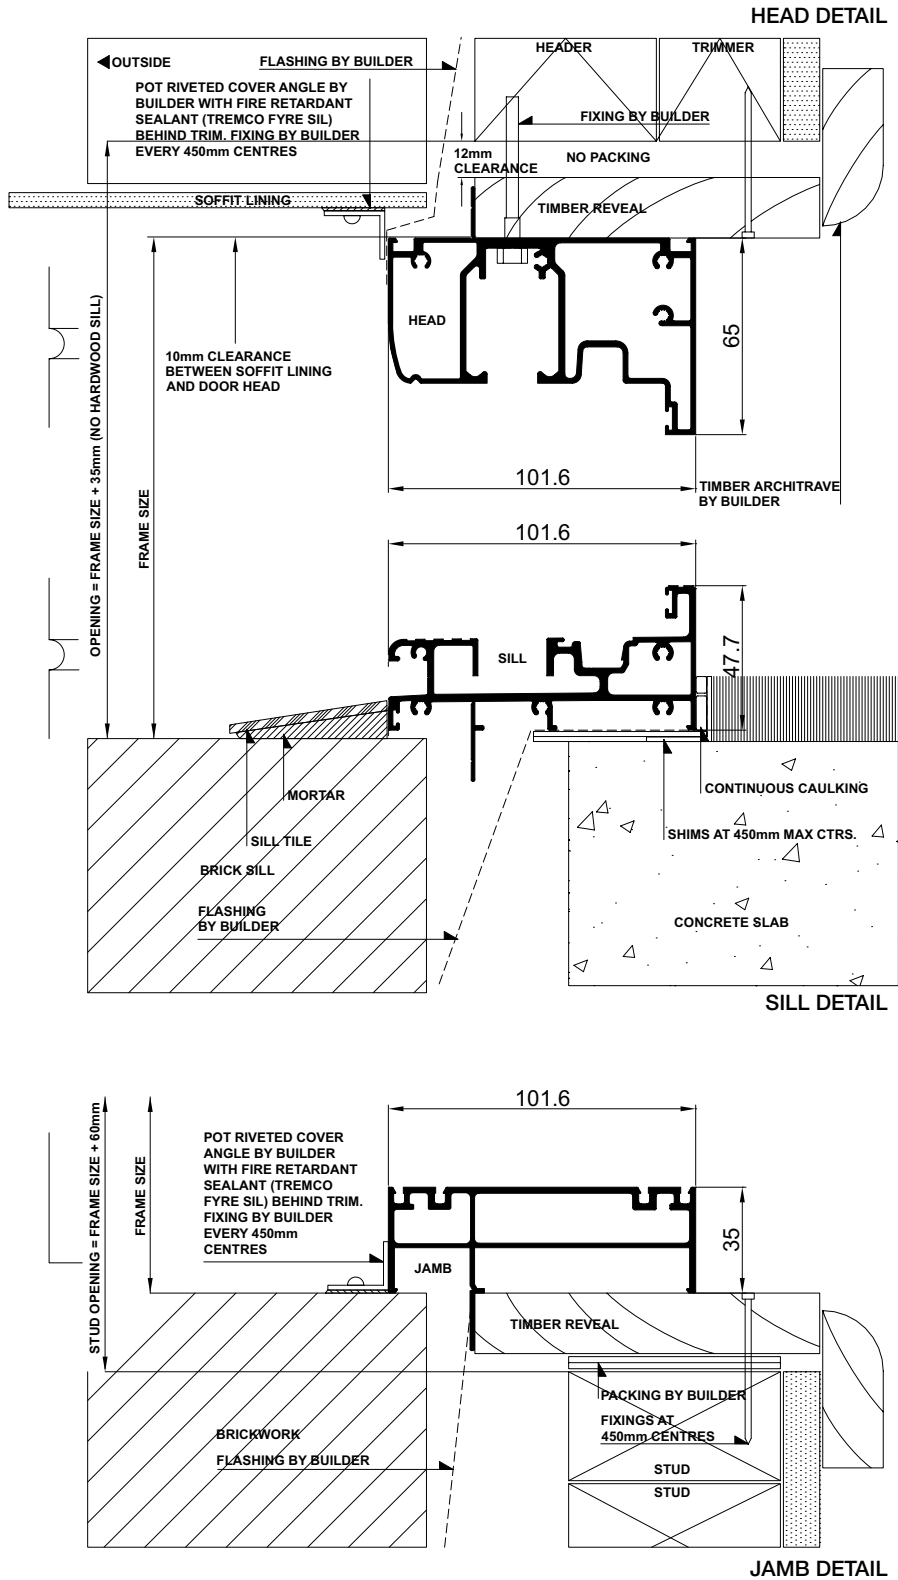 HEAD DETAIL
OUTSIDE
FLASHING BY BUILDER
HEADER
TRIMMER
POT RIVETED COVER ANGLE BY
BUILDER WITH FIRE RETARDANT
SEALANT (TREMCO FYRE SIL)
BEHIND TRIM. FIXING BY BUILDER
EVERY 450mm CENTRES
FIXING BY BUILDER
12mm
CLEARANCE
NO PACKING
SOFFIT LINING
TIMBER REVEAL
HEAD
65
10mm CLEARANCE
BETWEEN SOFFIT LINING
AND DOOR HEAD
OPENING = FRAME SIZE + 35mm (NO HARDWOOD SILL)
FRAME SIZE
101.6
TIMBER ARCHITRAVE
BY BUILDER
101.6
SILL
47.7
MORTAR
CONTINUOUS CAULKING
SILL TILE
SHIMS AT 450mm MAX CTRS.
BRICK SILL
FLASHING
BY BUILDER
CONCRETE SLAB
SILL DETAIL
101.6
STUD OPENING = FRAME SIZE + 60mm
FRAME SIZE
POT RIVETED COVER
ANGLE BY BUILDER
WITH FIRE RETARDANT
SEALANT (TREMCO
FYRE SIL) BEHIND TRIM.
FIXING BY BUILDER
EVERY 450mm
CENTRES
35
JAMB
TIMBER REVEAL
PACKING BY BUILDER
FIXINGS AT
450mm CENTRES
BRICKWORK
FLASHING BY BUILDER
STUD
STUD
JAMB DETAIL